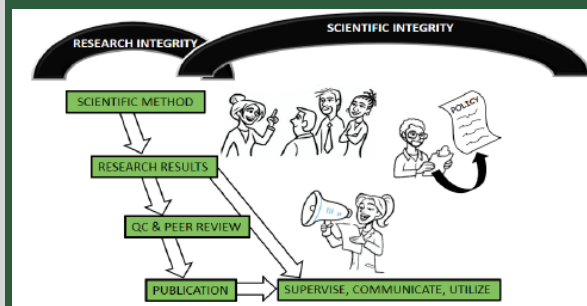 RESEARCH INTEGRITY
SCIENTIFIC INTEGRITY
SCIENTIFIC METHOD
POLICY
RESEARCH RESULTS
QC & PEER REVIEW
PUBLICATION
SUPERVISE, COMMUNICATE, UTILIZE